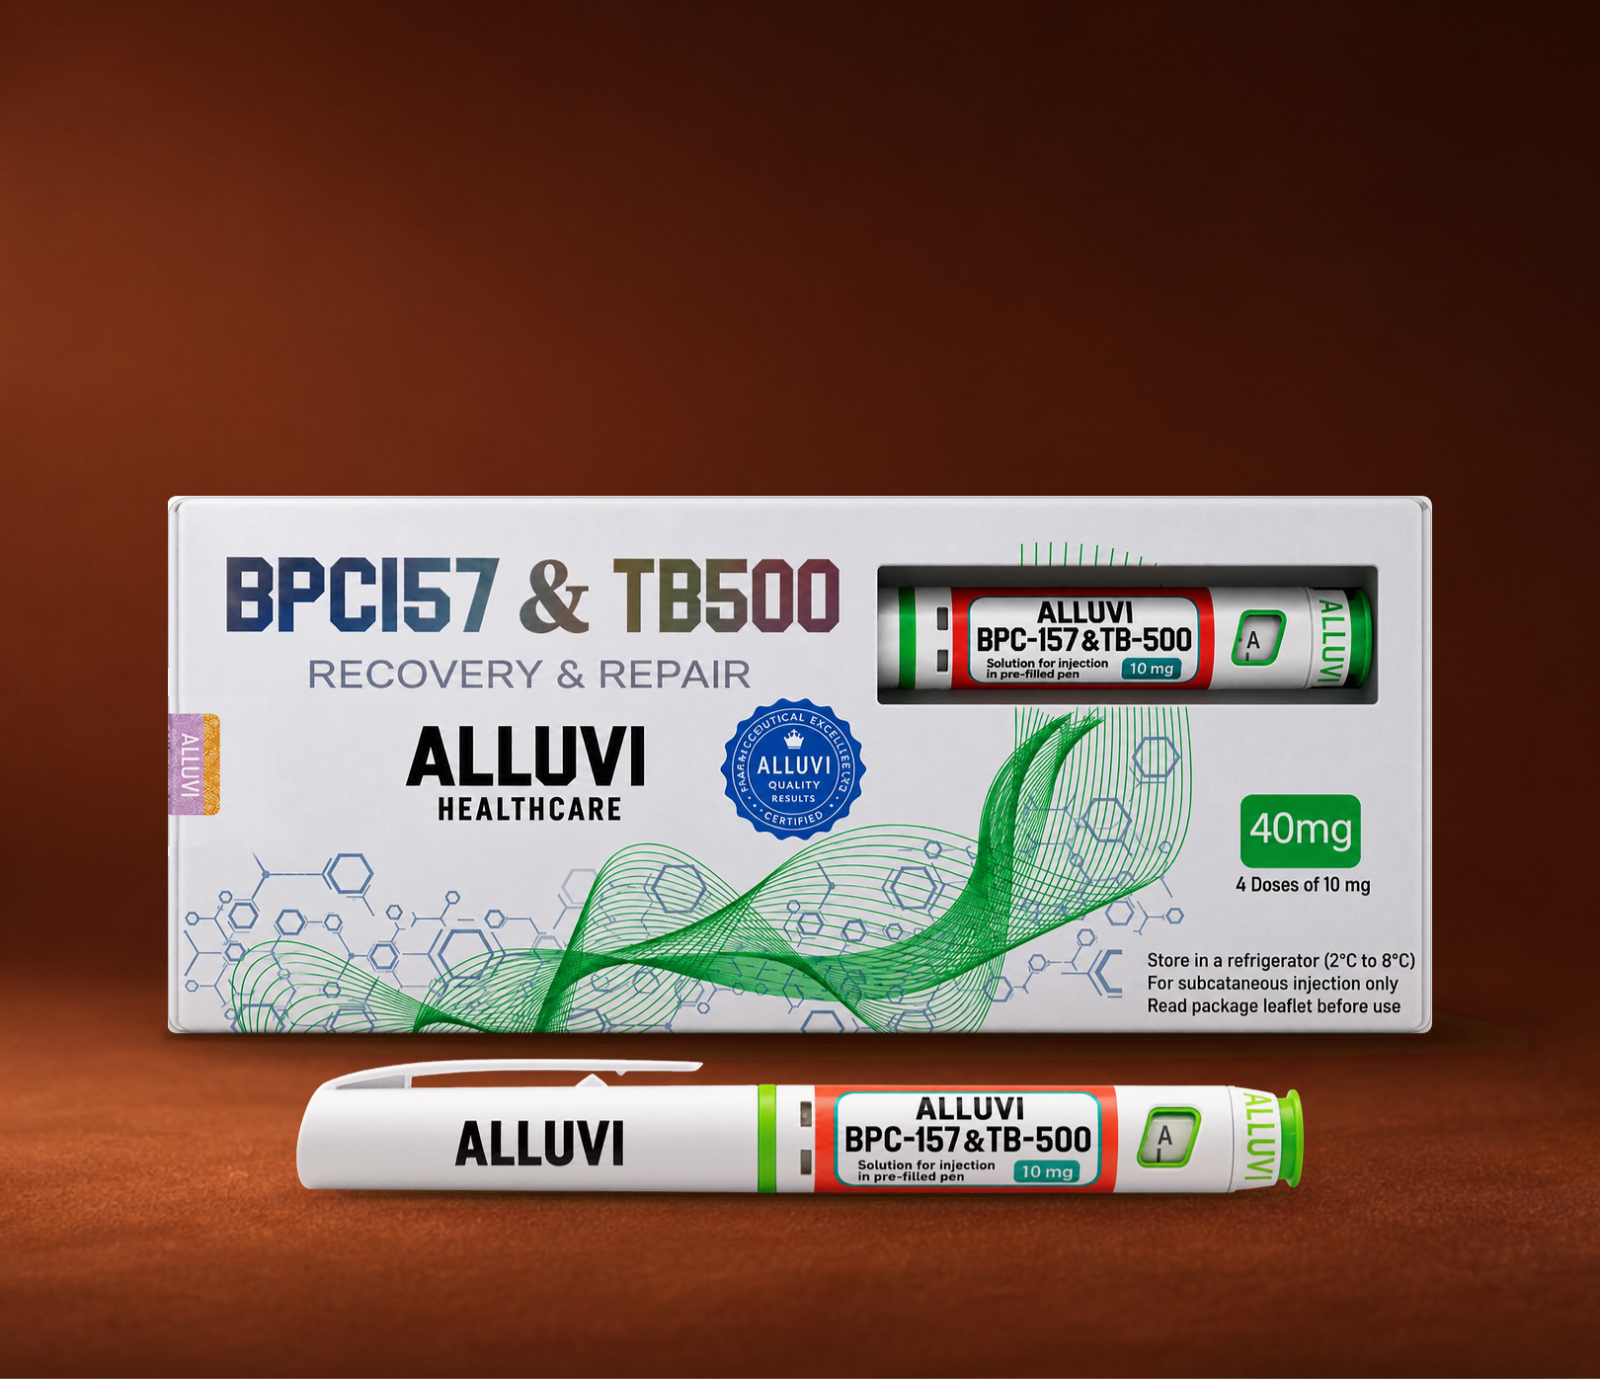 BPC157 & TB500
RECOVERY & REPAIR
ALLUVI
HEALTHCARE
ALLUVI
ALLUVI
QUALITY
RESULTS
CERTIFIED
ALLUVI
BPC-157&TB-500
Solution for injection
in pre-filled pen
10 mg
A
ALLUVI
40mg
4 Doses of 10 mg
Store in a refrigerator (2°C to 8°C)
For subcataneous injection only
Read package leaflet before use
ALLUVI
ALLUVI
BPC-157&TB-500
Solution for injection
in pre-filled pen
10 mg
A
ALLUVI